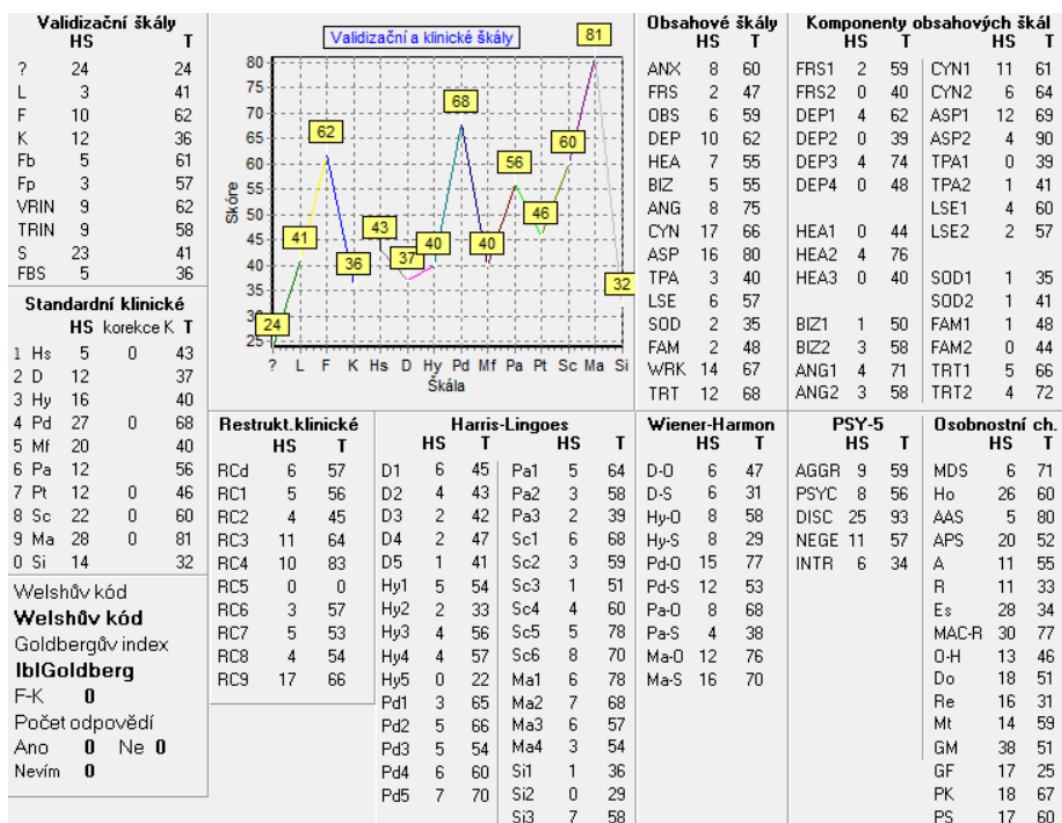 Validizační škály
HS T
? 24 24
L 3 41
F 10 62
K 12 36
Fb 5 61
Fp 3 57
VRIN 9 62
TRIN 9 58
S 23 41
FBS 5 36
Standardní klinické
HS korekce K T
1 Hs 5 0 43
2 D 12 37
3 Hy 16 40
4 Pd 27 0 68
5 Mf 20 40
6 Pa 12 56
7 Pt 12 0 46
8 Sc 22 0 60
9 Ma 28 0 81
0 Si 14 32
Welshův kód
Welshův kód
Goldbergův index
lblGoldberg
F-K 0
Počet odpovědí
Ano 0 Ne 0
Nevím 0
Validizační a klinické škály
Skóre
80
75
70
65
60
55
50
45
40
35
30
25
24
41
62
36
43
37
40
68
40
56
46
60
81
32
? L F K Hs D Hy Pd Mf Pa Pt Sc Ma Si
Škála
Obsahové škály
HS T
ANX 8 60
FRS 2 47
OBS 6 59
DEP 10 62
HEA 7 55
BIZ 5 55
ANG 8 75
CYN 17 66
ASP 16 80
TPA 3 40
LSE 6 57
SOD 2 35
FAM 2 48
WRK 14 67
TRT 12 68
Komponenty obsahových škál
HS T HS T
FRS1 2 59 CYN1 11 61
FRS2 0 40 CYN2 6 64
DEP1 4 62 ASP1 12 69
DEP2 0 39 ASP2 4 90
DEP3 4 74 TPA1 0 39
DEP4 0 48 TPA2 1 41
LSE1 4 60
HEA1 0 44 LSE2 2 57
HEA2 4 76
HEA3 0 40 SOD1 1 35
SOD2 1 41
BIZ1 1 50 FAM1 1 48
BIZ2 3 58 FAM2 0 44
ANG1 4 71 TRT1 5 66
ANG2 3 58 TRT2 4 72
Restrukt.klinické
HS T
RCd 6 57
RC1 5 56
RC2 4 45
RC3 11 64
RC4 10 83
RC5 0 0
RC6 3 57
RC7 5 53
RC8 4 54
RC9 17 66
Harris-Lingoes
HS T HS T
D1 6 45 Pa1 5 64
D2 4 43 Pa2 3 58
D3 2 42 Pa3 2 39
D4 2 47 Sc1 6 68
D5 1 41 Sc2 3 59
Hy1 5 54 Sc3 1 51
Hy2 2 33 Sc4 4 60
Hy3 4 56 Sc5 5 78
Hy4 4 57 Sc6 8 70
Hy5 0 22 Ma1 6 78
Pd1 3 65 Ma2 7 68
Pd2 5 66 Ma3 6 57
Pd3 5 54 Ma4 3 54
Pd4 6 60 Si1 1 36
Pd5 7 70 Si2 0 29
Si3 7 58
Wiener-Harmon
HS T
D-O 6 47
D-S 6 31
Hy-O 8 58
Hy-S 8 29
Pd-O 15 77
Pd-S 12 53
Pa-O 8 68
Pa-S 4 38
Ma-O 12 76
Ma-S 16 70
PSY-5
HS T
AGGR 9 59
PSYC 8 56
DISC 25 93
NEGE 11 57
INTR 6 34
Osobnostní ch.
HS T
MDS 6 71
Ho 26 60
AAS 5 80
APS 20 52
A 11 55
R 11 33
Es 28 34
MAC-R 30 77
O-H 13 46
Do 18 51
Re 16 31
Mt 14 59
GM 38 51
GF 17 25
PK 18 67
PS 17 60